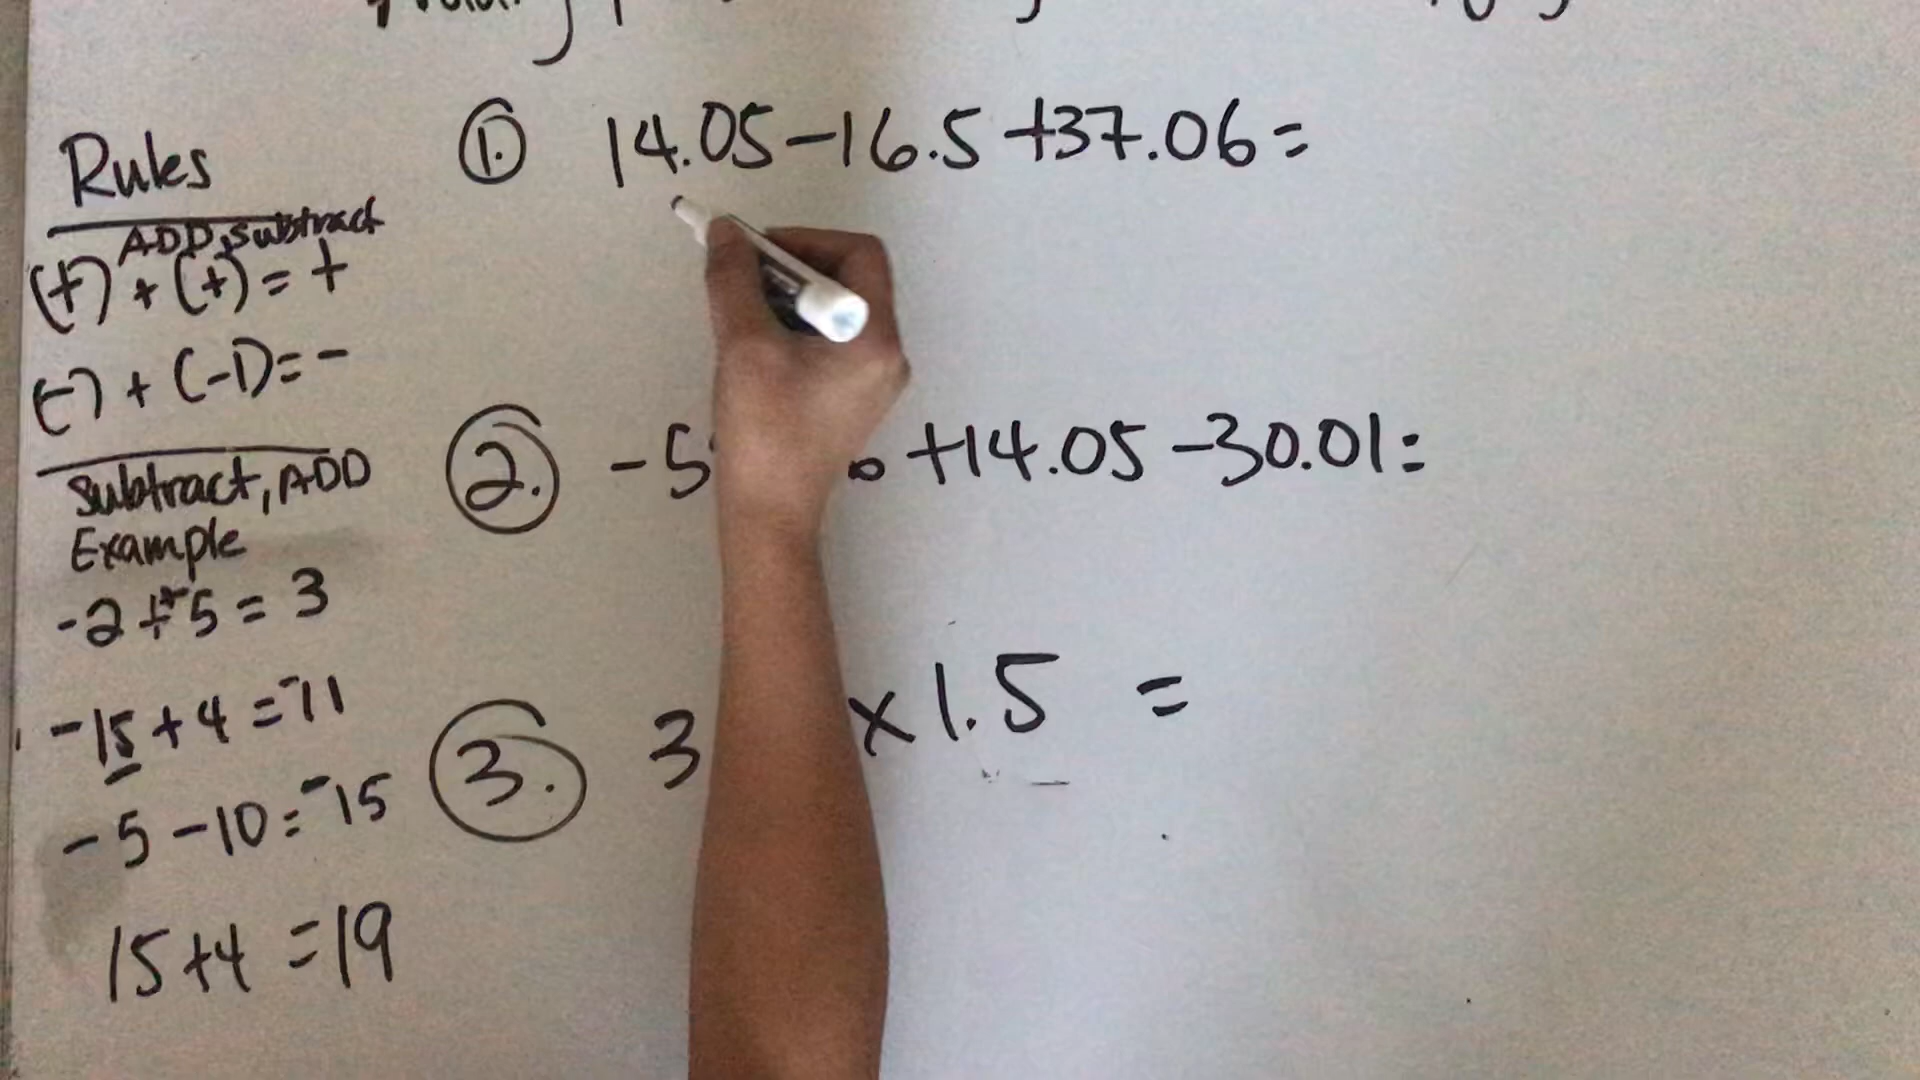 Rules
ADD, subtract
(+) + (+) = +
(-) + (-1) = -
subtract, ADD
Example
-2 + 5 = 3
-15 + 4 = -11
-5 - 10 = -15
15 + 4 = 19
1. 14.05 - 16.5 + 37.06 =
2. -5 + 14.05 - 30.01 =
3. 3 x 1.5 =